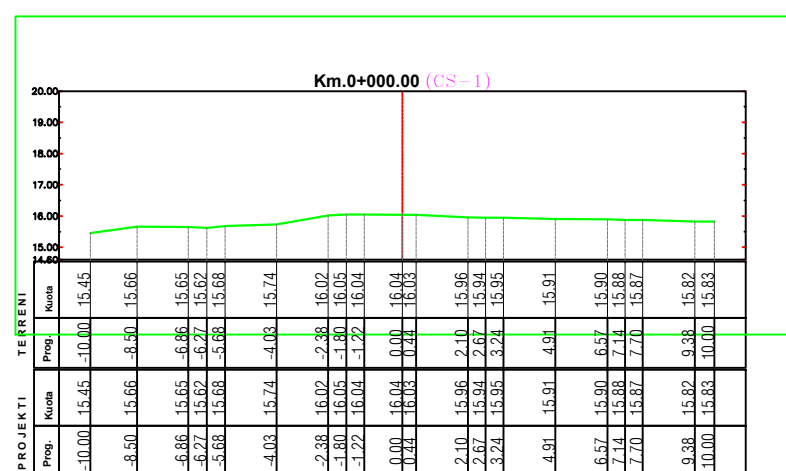 Km.0+000.00 (CS-1)
20.00
19.00
18.00
17.00
16.00
15.00
14.60
TERRENI
Kuota 15.45 15.66 15.65 15.62 15.68 15.74 16.02 16.05 16.04 16.04 16.03 15.96 15.94 15.95 15.91 15.90 15.88 15.87 15.82 15.83
Prog. -10.00 -8.50 -6.86 -6.27 -5.68 -4.03 -2.38 -1.80 -1.22 0.00 0.44 2.10 2.67 3.24 4.91 6.57 7.14 7.70 9.38 10.00
PROJEKTI
Kuota 15.45 15.66 15.65 15.62 15.68 15.74 16.02 16.05 16.04 16.04 16.03 15.96 15.94 15.95 15.91 15.90 15.88 15.87 15.82 15.83
Prog. -10.00 -8.50 -6.86 -6.27 -5.68 -4.03 -2.38 -1.80 -1.22 0.00 0.44 2.10 2.67 3.24 4.91 6.57 7.14 7.70 9.38 10.00